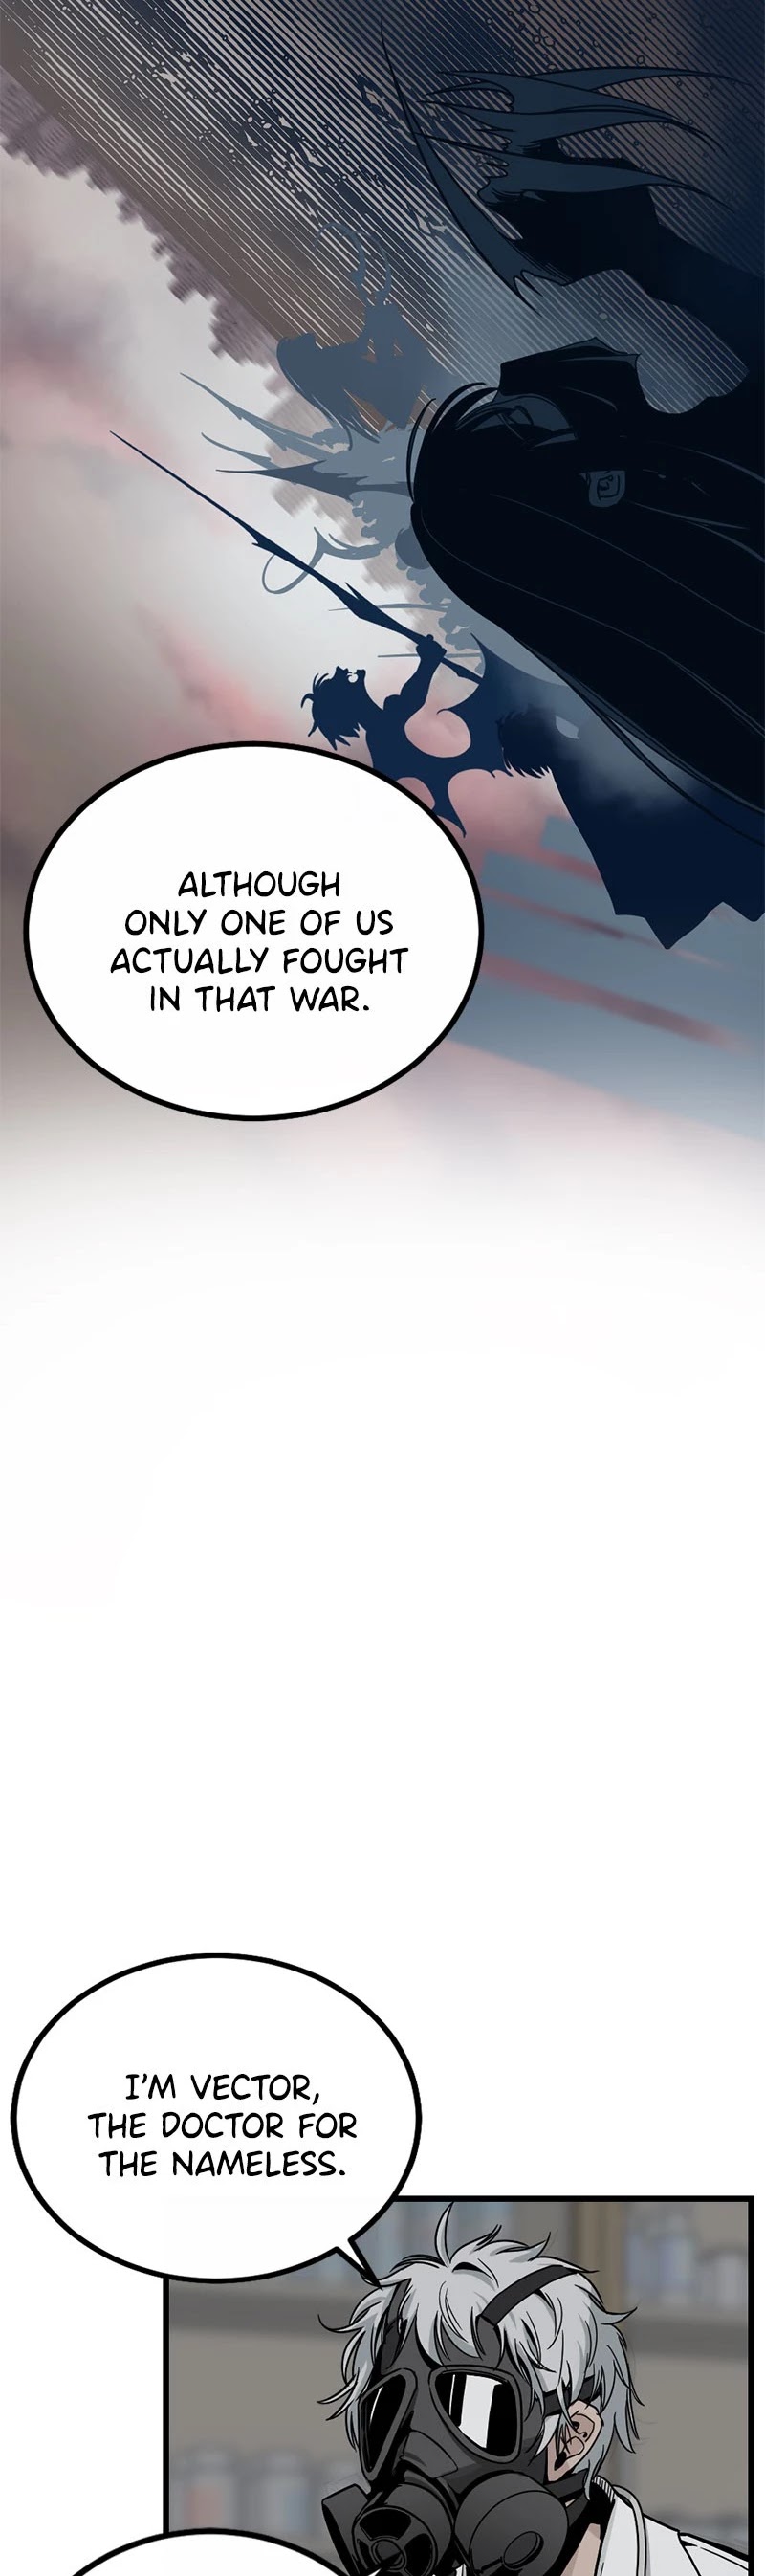 ALTHOUGH
ONLY ONE OF US
ACTUALLY FOUGHT
IN THAT WAR.
I'M VECTOR,
THE DOCTOR FOR
THE NAMELESS.